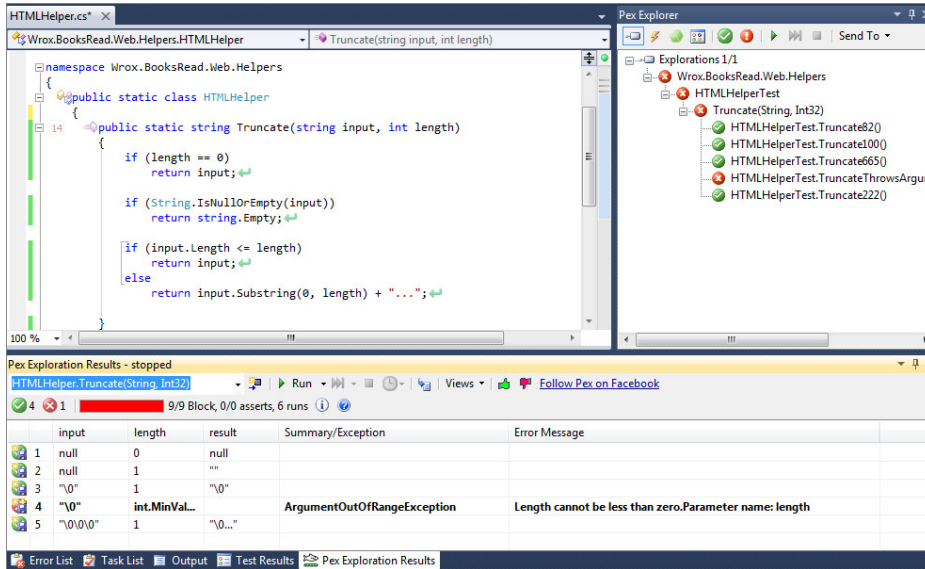 HTMLHelper.cs*
Wrox.BooksRead.Web.Helpers.HTMLHelper
Truncate(string input, int length)
namespace Wrox.BooksRead.Web.Helpers
{
public static class HTMLHelper
{
14 public static string Truncate(string input, int length)
{
if (length == 0)
return input;
if (String.IsNullOrEmpty(input))
return string.Empty;
if (input.Length <= length)
return input;
else
return input.Substring(0, length) + "...";
}
100 %
Pex Explorer
Send To
Explorations 1/1
Wrox.BooksRead.Web.Helpers
HTMLHelperTest
Truncate(String, Int32)
HTMLHelperTest.Truncate82()
HTMLHelperTest.Truncate100()
HTMLHelperTest.Truncate665()
HTMLHelperTest.TruncateThrowsArgu
HTMLHelperTest.Truncate222()
Pex Exploration Results - stopped
HTMLHelper.Truncate(String, Int32) Run Views Follow Pex on Facebook
4 1 9/9 Block, 0/0 asserts, 6 runs
input length result Summary/Exception Error Message
1 null 0 null
2 null 1 ""
3 "\0" 1 "\0"
4 "\0" int.MinVal... ArgumentOutOfRangeException Length cannot be less than zero.Parameter name: length
5 "\0\0\0" 1 "\0..."
Error List Task List Output Test Results Pex Exploration Results